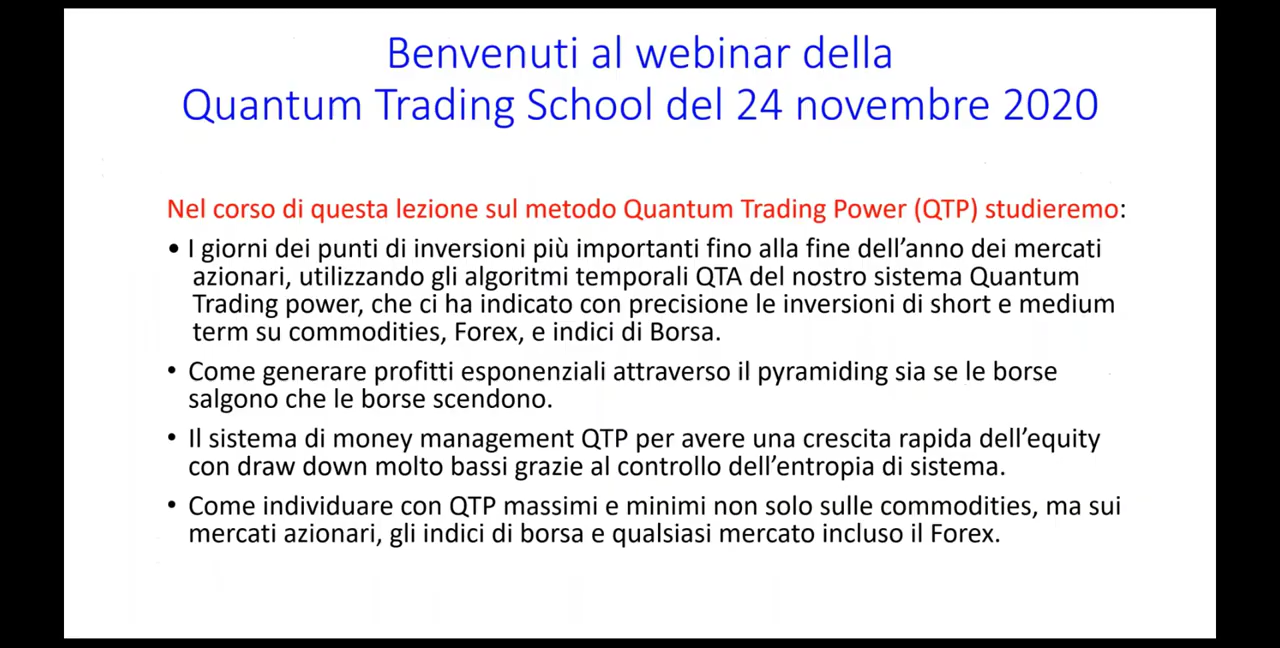 Benvenuti al webinar della
Quantum Trading School del 24 novembre 2020
Nel corso di questa lezione sul metodo Quantum Trading Power (QTP) studieremo:
• I giorni dei punti di inversioni più importanti fino alla fine dell’anno dei mercati
azionari, utilizzando gli algoritmi temporali QTA del nostro sistema Quantum
Trading power, che ci ha indicato con precisione le inversioni di short e medium
term su commodities, Forex, e indici di Borsa.
• Come generare profitti esponenziali attraverso il pyramiding sia se le borse
salgono che le borse scendono.
• Il sistema di money management QTP per avere una crescita rapida dell’equity
con draw down molto bassi grazie al controllo dell’entropia di sistema.
• Come individuare con QTP massimi e minimi non solo sulle commodities, ma sui
mercati azionari, gli indici di borsa e qualsiasi mercato incluso il Forex.